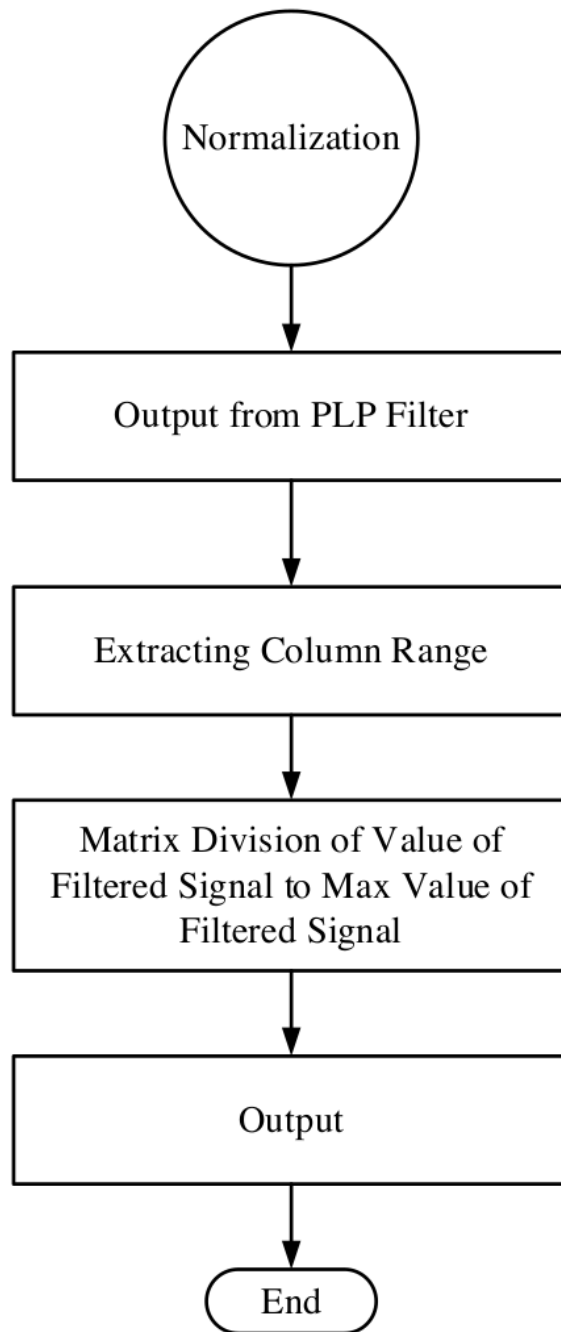 Normalization
Output from PLP Filter
Extracting Column Range
Matrix Division of Value of
Filtered Signal to Max Value of
Filtered Signal
Output
End